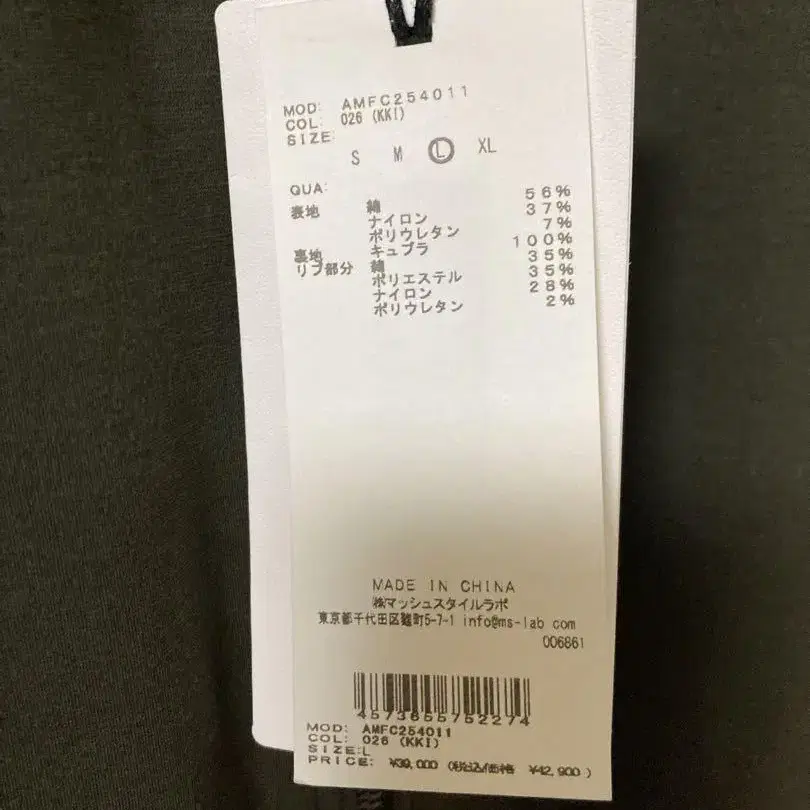 MOD: AMFC254011
COL: 026 (KKI)
SIZE:
S M L XL
QUA:
表地 綿 56%
ナイロン 37%
ポリウレタン 7%
裏地 キュプラ 100%
リブ部分 綿 35%
ポリエステル 35%
ナイロン 28%
ポリウレタン 2%
MADE IN CHINA
㈱マッシュスタイルラボ
東京都千代田区麹町5-7-1 info@ms-lab com
006861
4573655752274
MOD: AMFC254011
COL: 026 (KKI)
SIZE:L
PRICE: ¥39,000 (税込価格 ¥42,900 )